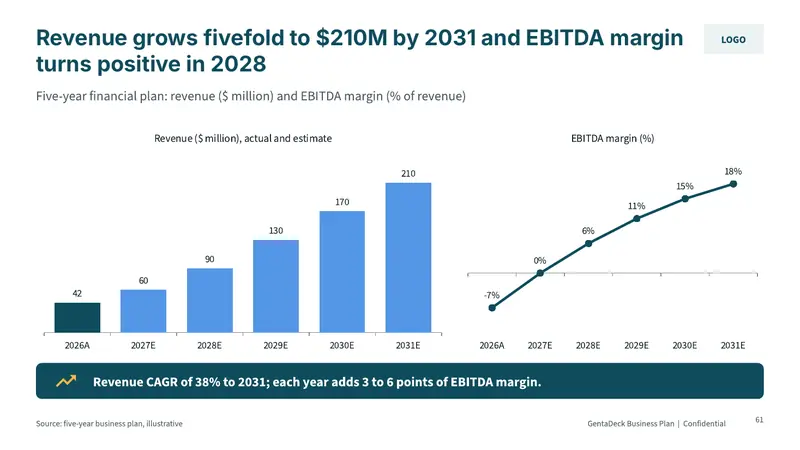 Revenue grows fivefold to $210M by 2031 and EBITDA margin
turns positive in 2028
LOGO
Five-year financial plan: revenue ($ million) and EBITDA margin (% of revenue)
Revenue ($ million), actual and estimate
42
60
90
130
170
210
2026A
2027E
2028E
2029E
2030E
2031E
EBITDA margin (%)
-7%
0%
6%
11%
15%
18%
2026A
2027E
2028E
2029E
2030E
2031E
Revenue CAGR of 38% to 2031; each year adds 3 to 6 points of EBITDA margin.
Source: five-year business plan, illustrative
GentaDeck Business Plan | Confidential
61